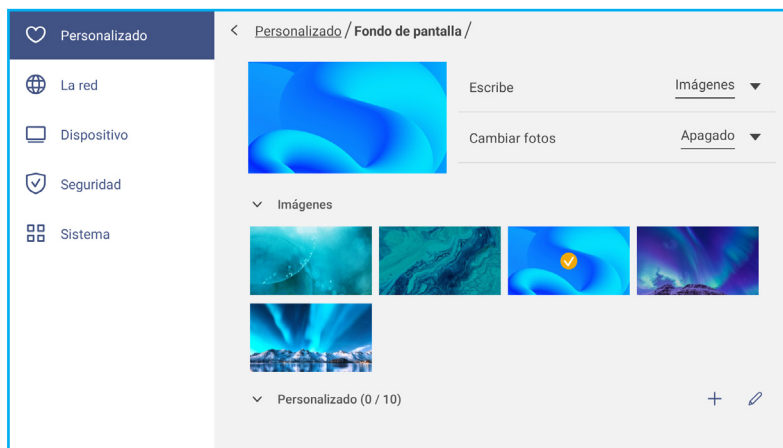 Personalizado
La red
Dispositivo
Seguridad
Sistema
Personalizado / Fondo de pantalla /
Escribe Imágenes
Cambiar fotos Apagado
Imágenes
Personalizado (0 / 10)